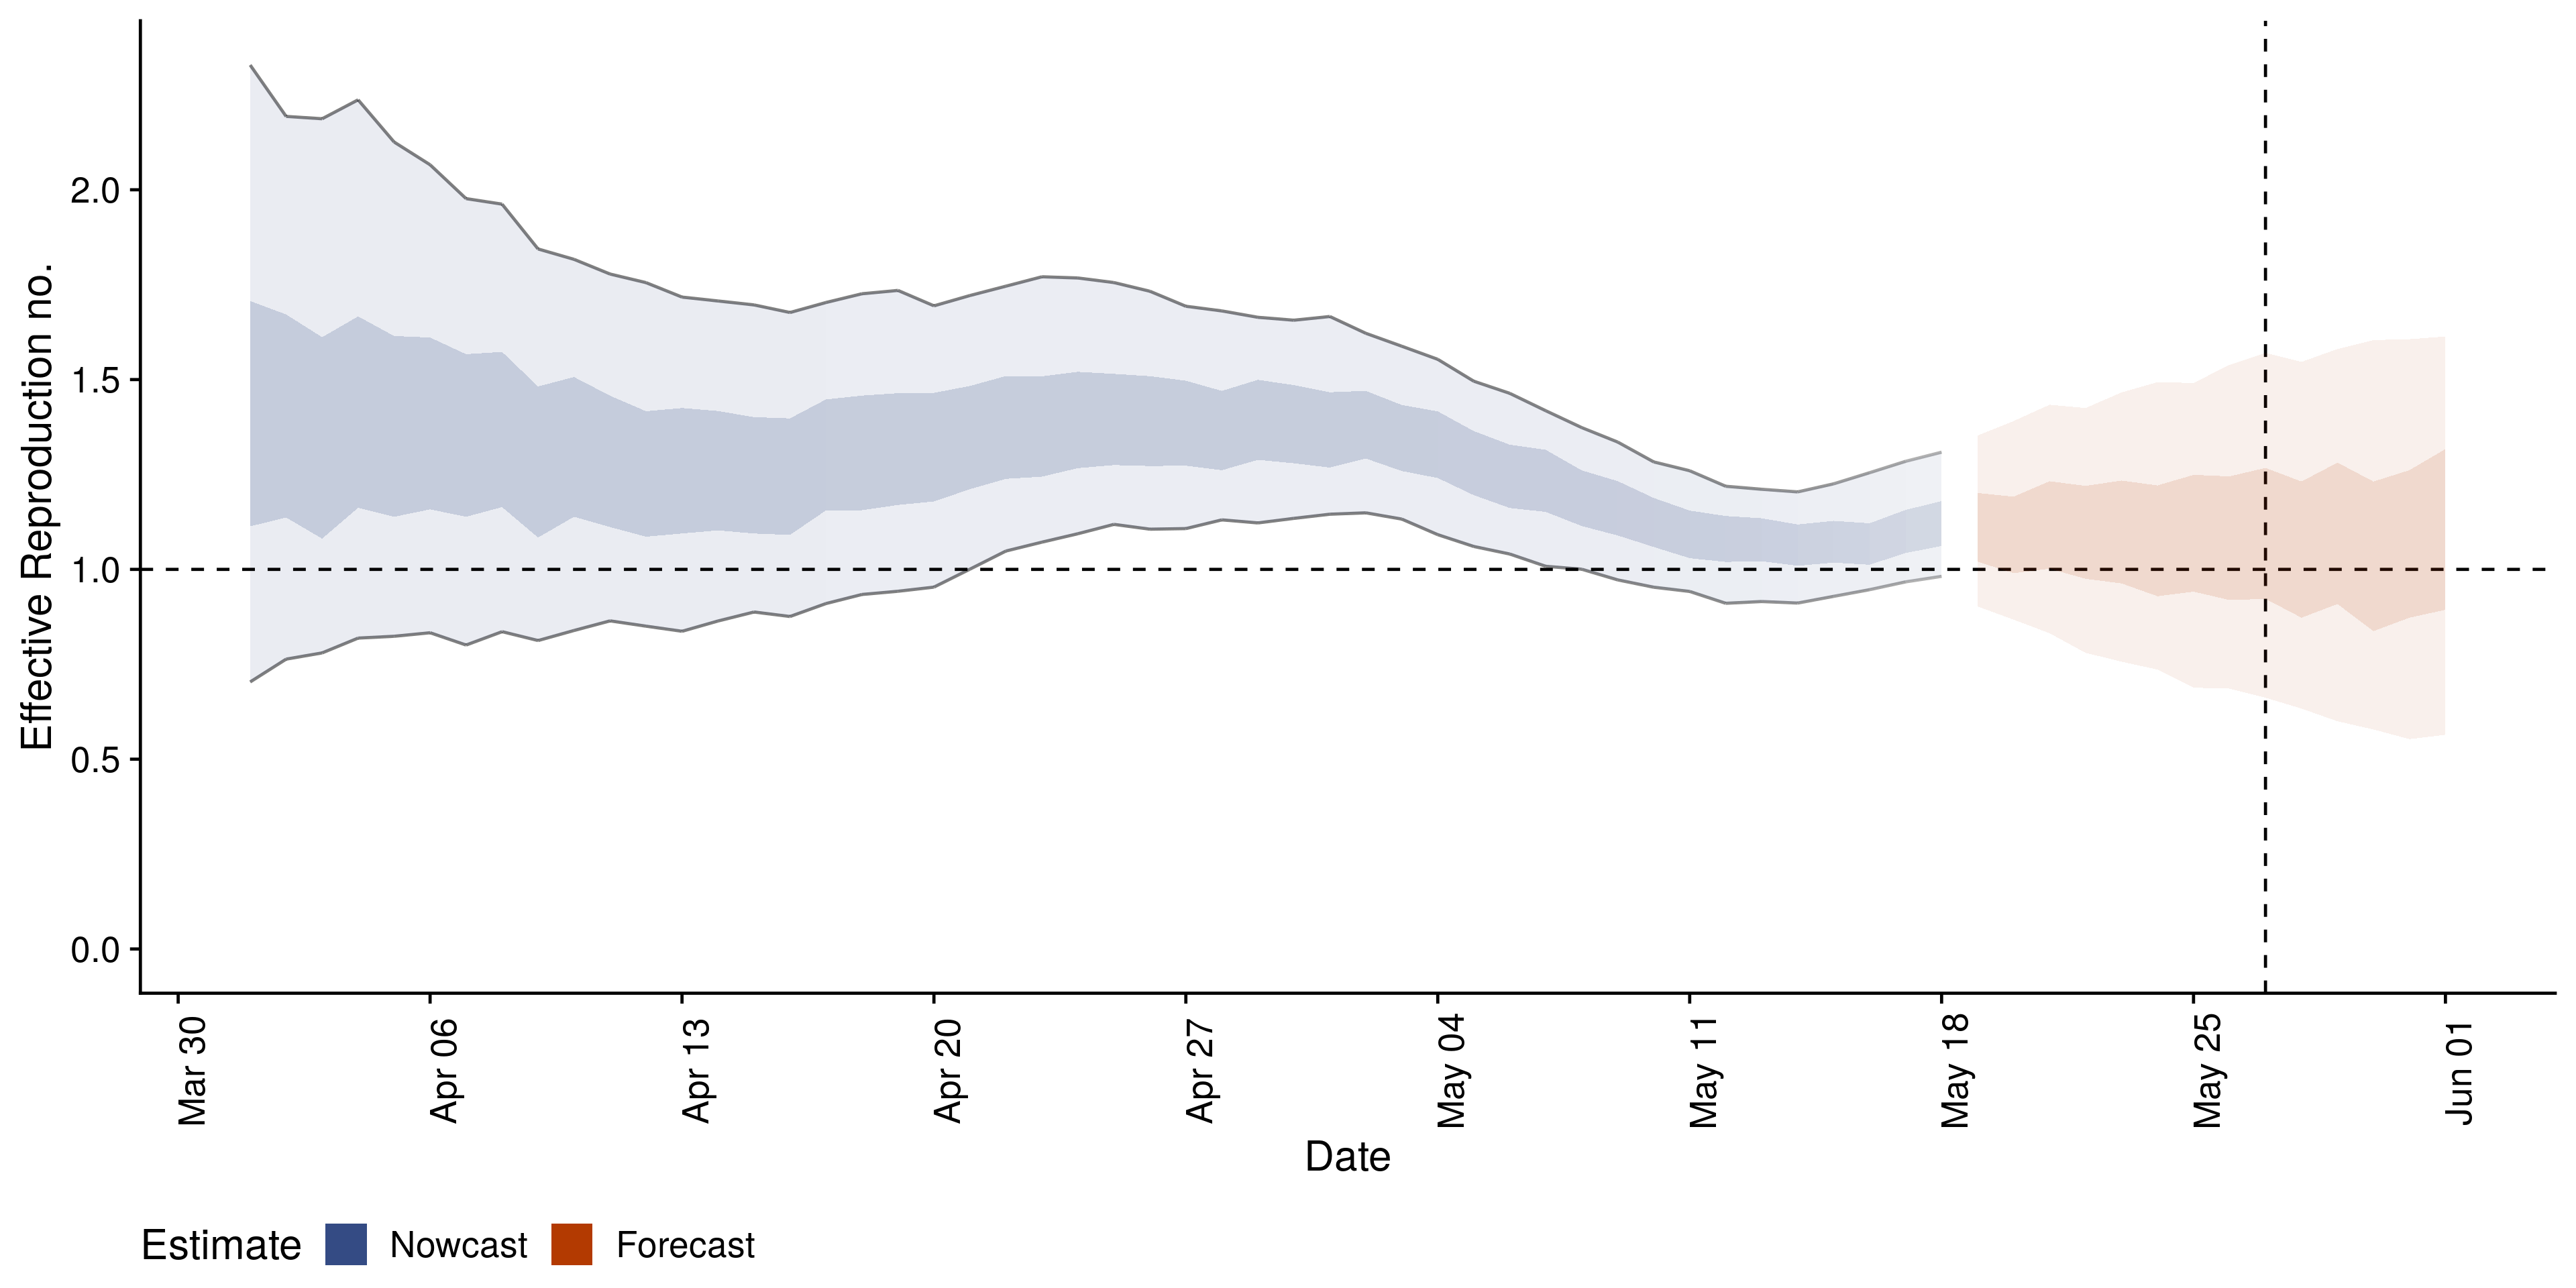 Effective Reproduction no.
2.0
1.5
1.0
0.5
0.0
Mar 30
Apr 06
Apr 13
Apr 20
Apr 27
May 04
May 11
May 18
May 25
Jun 01
Date
Estimate Nowcast Forecast